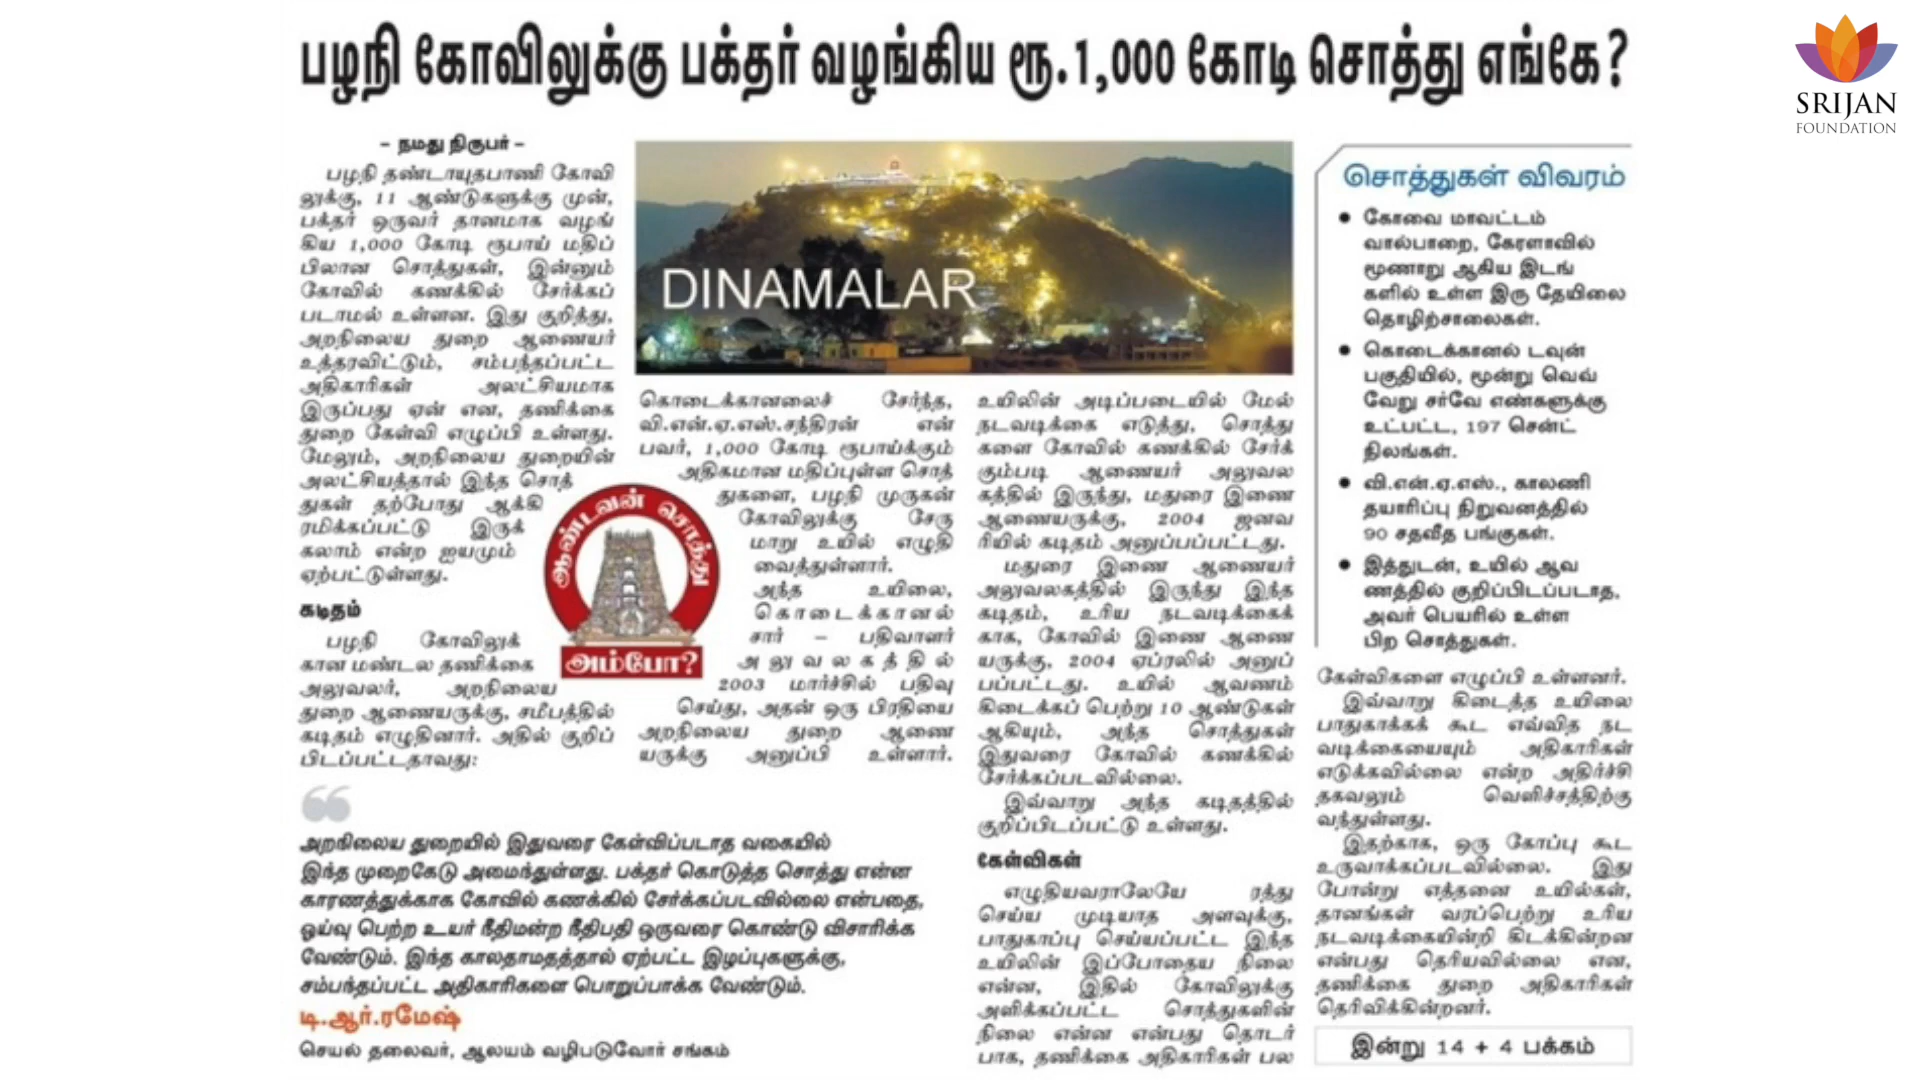 பழநி கோவிலுக்கு பக்தர் வழங்கிய ரூ.1,000 கோடி சொத்து எங்கே?
SRIJAN
FOUNDATION
– நமது நிருபர் –
பழநி தண்டாயுதபாணி கோவி
லுக்கு, 11 ஆண்டுகளுக்கு முன்,
பக்தர் ஒருவர் தானமாக வழங்
கிய 1,000 கோடி ரூபாய் மதிப்
பிலான சொத்துகள், இன்னும்
கோவில் கணக்கில் சேர்க்கப்
படாமல் உள்ளன. இது குறித்து,
அறநிலைய துறை ஆணையர்
உத்தரவிட்டும், சம்பந்தப்பட்ட
அதிகாரிகள் அலட்சியமாக
இருப்பது ஏன் என, தணிக்கை
துறை கேள்வி எழுப்பி உள்ளது.
மேலும், அறநிலைய துறையின்
அலட்சியத்தால் இந்த சொத்
துகள் தற்போது ஆக்கி
ரமிக்கப்பட்டு இருக்
கலாம் என்ற ஐயமும்
ஏற்பட்டுள்ளது.
கடிதம்
பழநி கோவிலுக்
கான மண்டல தணிக்கை
அலுவலர், அறநிலைய
துறை ஆணையருக்கு, சமீபத்தில்
கடிதம் எழுதினார். அதில் குறிப்
பிடப்பட்டதாவது:
DINAMALAR
ஆண்டவன் சொத்து
அம்போ?
கொடைக்கானலைச் சேர்ந்த,
வி.என்.ஏ.எஸ்.சந்திரன் என்
பவர், 1,000 கோடி ரூபாய்க்கும்
அதிகமான மதிப்புள்ள சொத்
துகளை, பழநி முருகன்
கோவிலுக்கு சேரு
மாறு உயில் எழுதி
வைத்துள்ளார்.
அந்த உயிலை,
கொடைக்கானல்
சார் – பதிவாளர்
அலுவலகத்தில்
2003 மார்ச்சில் பதிவு
செய்து, அதன் ஒரு பிரதியை
அறநிலைய துறை ஆணை
யருக்கு அனுப்பி உள்ளார்.
உயிலின் அடிப்படையில் மேல்
நடவடிக்கை எடுத்து, சொத்து
களை கோவில் கணக்கில் சேர்க்
கும்படி ஆணையர் அலுவல
கத்தில் இருந்து, மதுரை இணை
ஆணையருக்கு, 2004 ஜனவ
ரியில் கடிதம் அனுப்பப்பட்டது.
மதுரை இணை ஆணையர்
அலுவலகத்தில் இருந்து இந்த
கடிதம், உரிய நடவடிக்கைக்
காக, கோவில் இணை ஆணை
யருக்கு, 2004 ஏப்ரலில் அனுப்
பப்பட்டது. உயில் ஆவணம்
கிடைக்கப் பெற்று 10 ஆண்டுகள்
ஆகியும், அந்த சொத்துகள்
இதுவரை கோவில் கணக்கில்
சேர்க்கப்படவில்லை.
இவ்வாறு அந்த கடிதத்தில்
குறிப்பிடப்பட்டு உள்ளது.
கேள்விகள்
எழுதியவராலேயே ரத்து
செய்ய முடியாத அளவுக்கு,
பாதுகாப்பு செய்யப்பட்ட இந்த
உயிலின் இப்போதைய நிலை
என்ன, இதில் கோவிலுக்கு
அளிக்கப்பட்ட சொத்துகளின்
நிலை என்ன என்பது தொடர்
பாக, தணிக்கை அதிகாரிகள் பல
சொத்துகள் விவரம்
● கோவை மாவட்டம்
வால்பாறை, கேரளாவில்
மூணாறு ஆகிய இடங்
களில் உள்ள இரு தேயிலை
தொழிற்சாலைகள்.
● கொடைக்கானல் டவுன்
பகுதியில், மூன்று வெவ்
வேறு சர்வே எண்களுக்கு
உட்பட்ட, 197 சென்ட்
நிலங்கள்.
● வி.என்.ஏ.எஸ்., காலணி
தயாரிப்பு நிறுவனத்தில்
90 சதவீத பங்குகள்.
● இத்துடன், உயில் ஆவ
ணத்தில் குறிப்பிடப்படாத,
அவர் பெயரில் உள்ள
பிற சொத்துகள்.
கேள்விகளை எழுப்பி உள்ளனர்.
இவ்வாறு கிடைத்த உயிலை
பாதுகாக்கக் கூட எவ்வித நட
வடிக்கையையும் அதிகாரிகள்
எடுக்கவில்லை என்ற அதிர்ச்சி
தகவலும் வெளிச்சத்திற்கு
வந்துள்ளது.
இதற்காக, ஒரு கோப்பு கூட
உருவாக்கப்படவில்லை. இது
போன்று எத்தனை உயில்கள்,
தானங்கள் வரப்பெற்று உரிய
நடவடிக்கையின்றி கிடக்கின்றன
என்பது தெரியவில்லை என,
தணிக்கை துறை அதிகாரிகள்
தெரிவிக்கின்றனர்.
இன்று 14 + 4 பக்கம்
“
அறநிலைய துறையில் இதுவரை கேள்விப்படாத வகையில்
இந்த முறைகேடு அமைந்துள்ளது. பக்தர் கொடுத்த சொத்து என்ன
காரணத்துக்காக கோவில் கணக்கில் சேர்க்கப்படவில்லை என்பதை,
ஓய்வு பெற்ற உயர் நீதிமன்ற நீதிபதி ஒருவரை கொண்டு விசாரிக்க
வேண்டும். இந்த காலதாமதத்தால் ஏற்பட்ட இழப்புகளுக்கு,
சம்பந்தப்பட்ட அதிகாரிகளை பொறுப்பாக்க வேண்டும்.
டி.ஆர்.ரமேஷ்
செயல் தலைவர், ஆலயம் வழிபடுவோர் சங்கம்